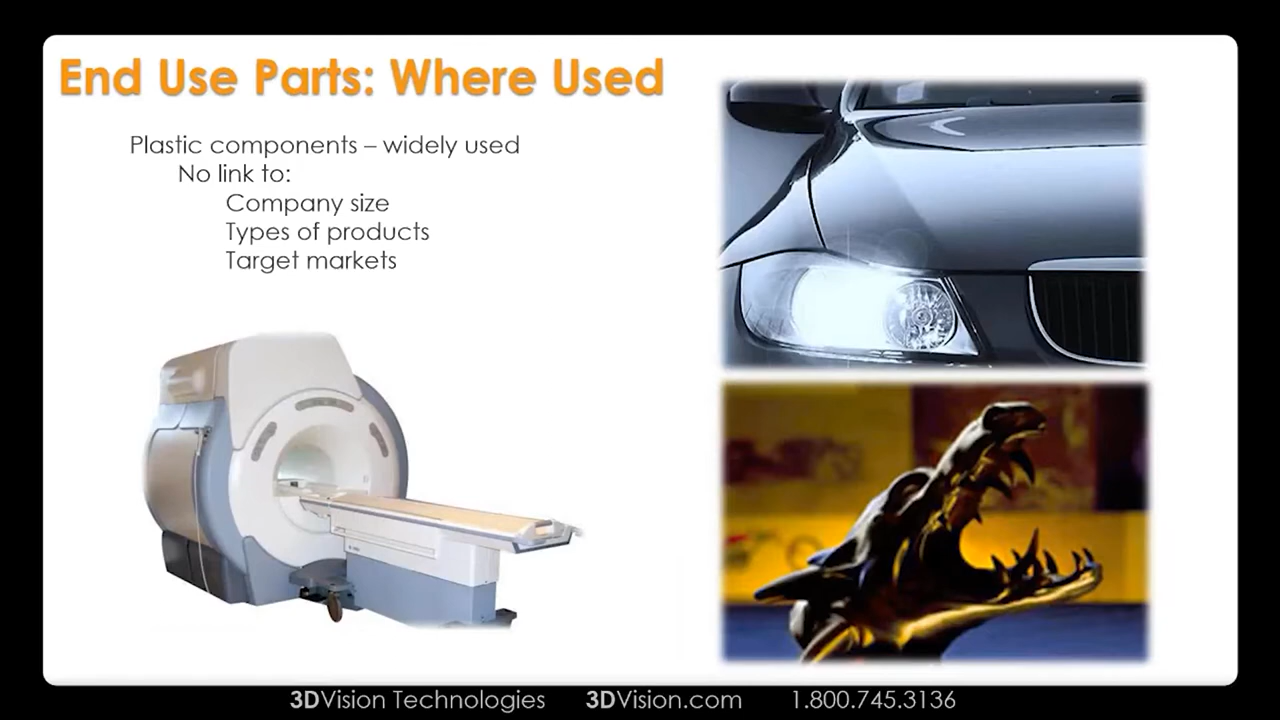 End Use Parts: Where Used
Plastic components – widely used
No link to:
Company size
Types of products
Target markets
3DVision Technologies 3DVision.com 1.800.745.3136